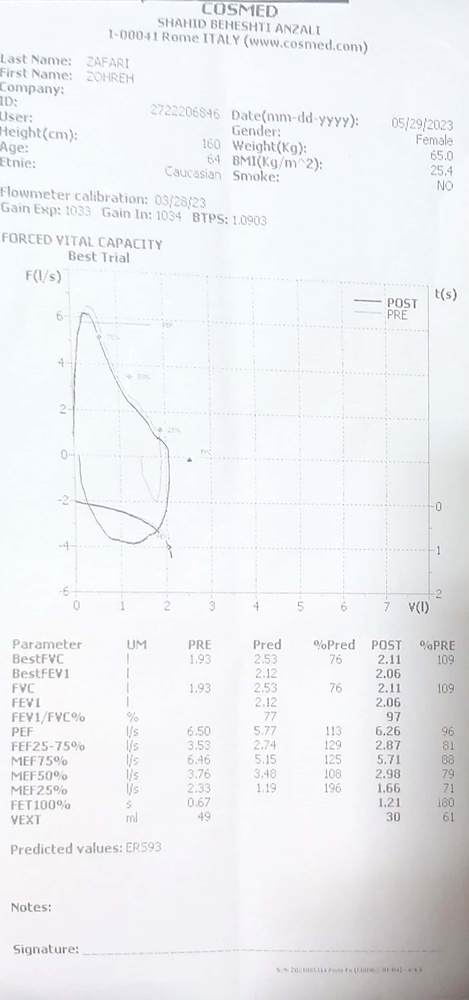 COSMED
SHAHID BEHESHTI ANZALI
I-00041 Rome ITALY (www.cosmed.com)
Last Name: ZAFARI
First Name: ZOHREH
Company:
ID: 2722206846 Date(mm-dd-yyyy): 05/29/2023
User: Gender: Female
Height(cm): 160 Weight(Kg): 65.0
Age: 64 BMI(Kg/m^2): 25.4
Etnie: Caucasian Smoke: NO
Flowmeter calibration: 03/28/23
Gain Exp: 1033 Gain In: 1034 BTPS: 1.0903
FORCED VITAL CAPACITY
Best Trial
F(l/s) t(s)
POST
PRE
6 PEF
75%
4
50%
2
25%
0 FVC
-2 0
FEV1
-4 1
-6 2
0 1 2 3 4 5 6 7 V(l)
Parameter UM PRE Pred %Pred POST %PRE
BestFVC l 1.93 2.53 76 2.11 109
BestFEV1 l 2.12 2.06
FVC l 1.93 2.53 76 2.11 109
FEV1 l 2.12 2.06
FEV1/FVC% % 77 97
PEF l/s 6.50 5.77 113 6.26 96
FEF25-75% l/s 3.53 2.74 129 2.87 81
MEF75% l/s 6.46 5.15 125 5.71 88
MEF50% l/s 3.76 3.48 108 2.98 79
MEF25% l/s 2.33 1.19 196 1.66 71
FET100% s 0.67 1.21 180
VEXT ml 49 30 61
Predicted values: ERS93
Notes:
Signature:
S/N: